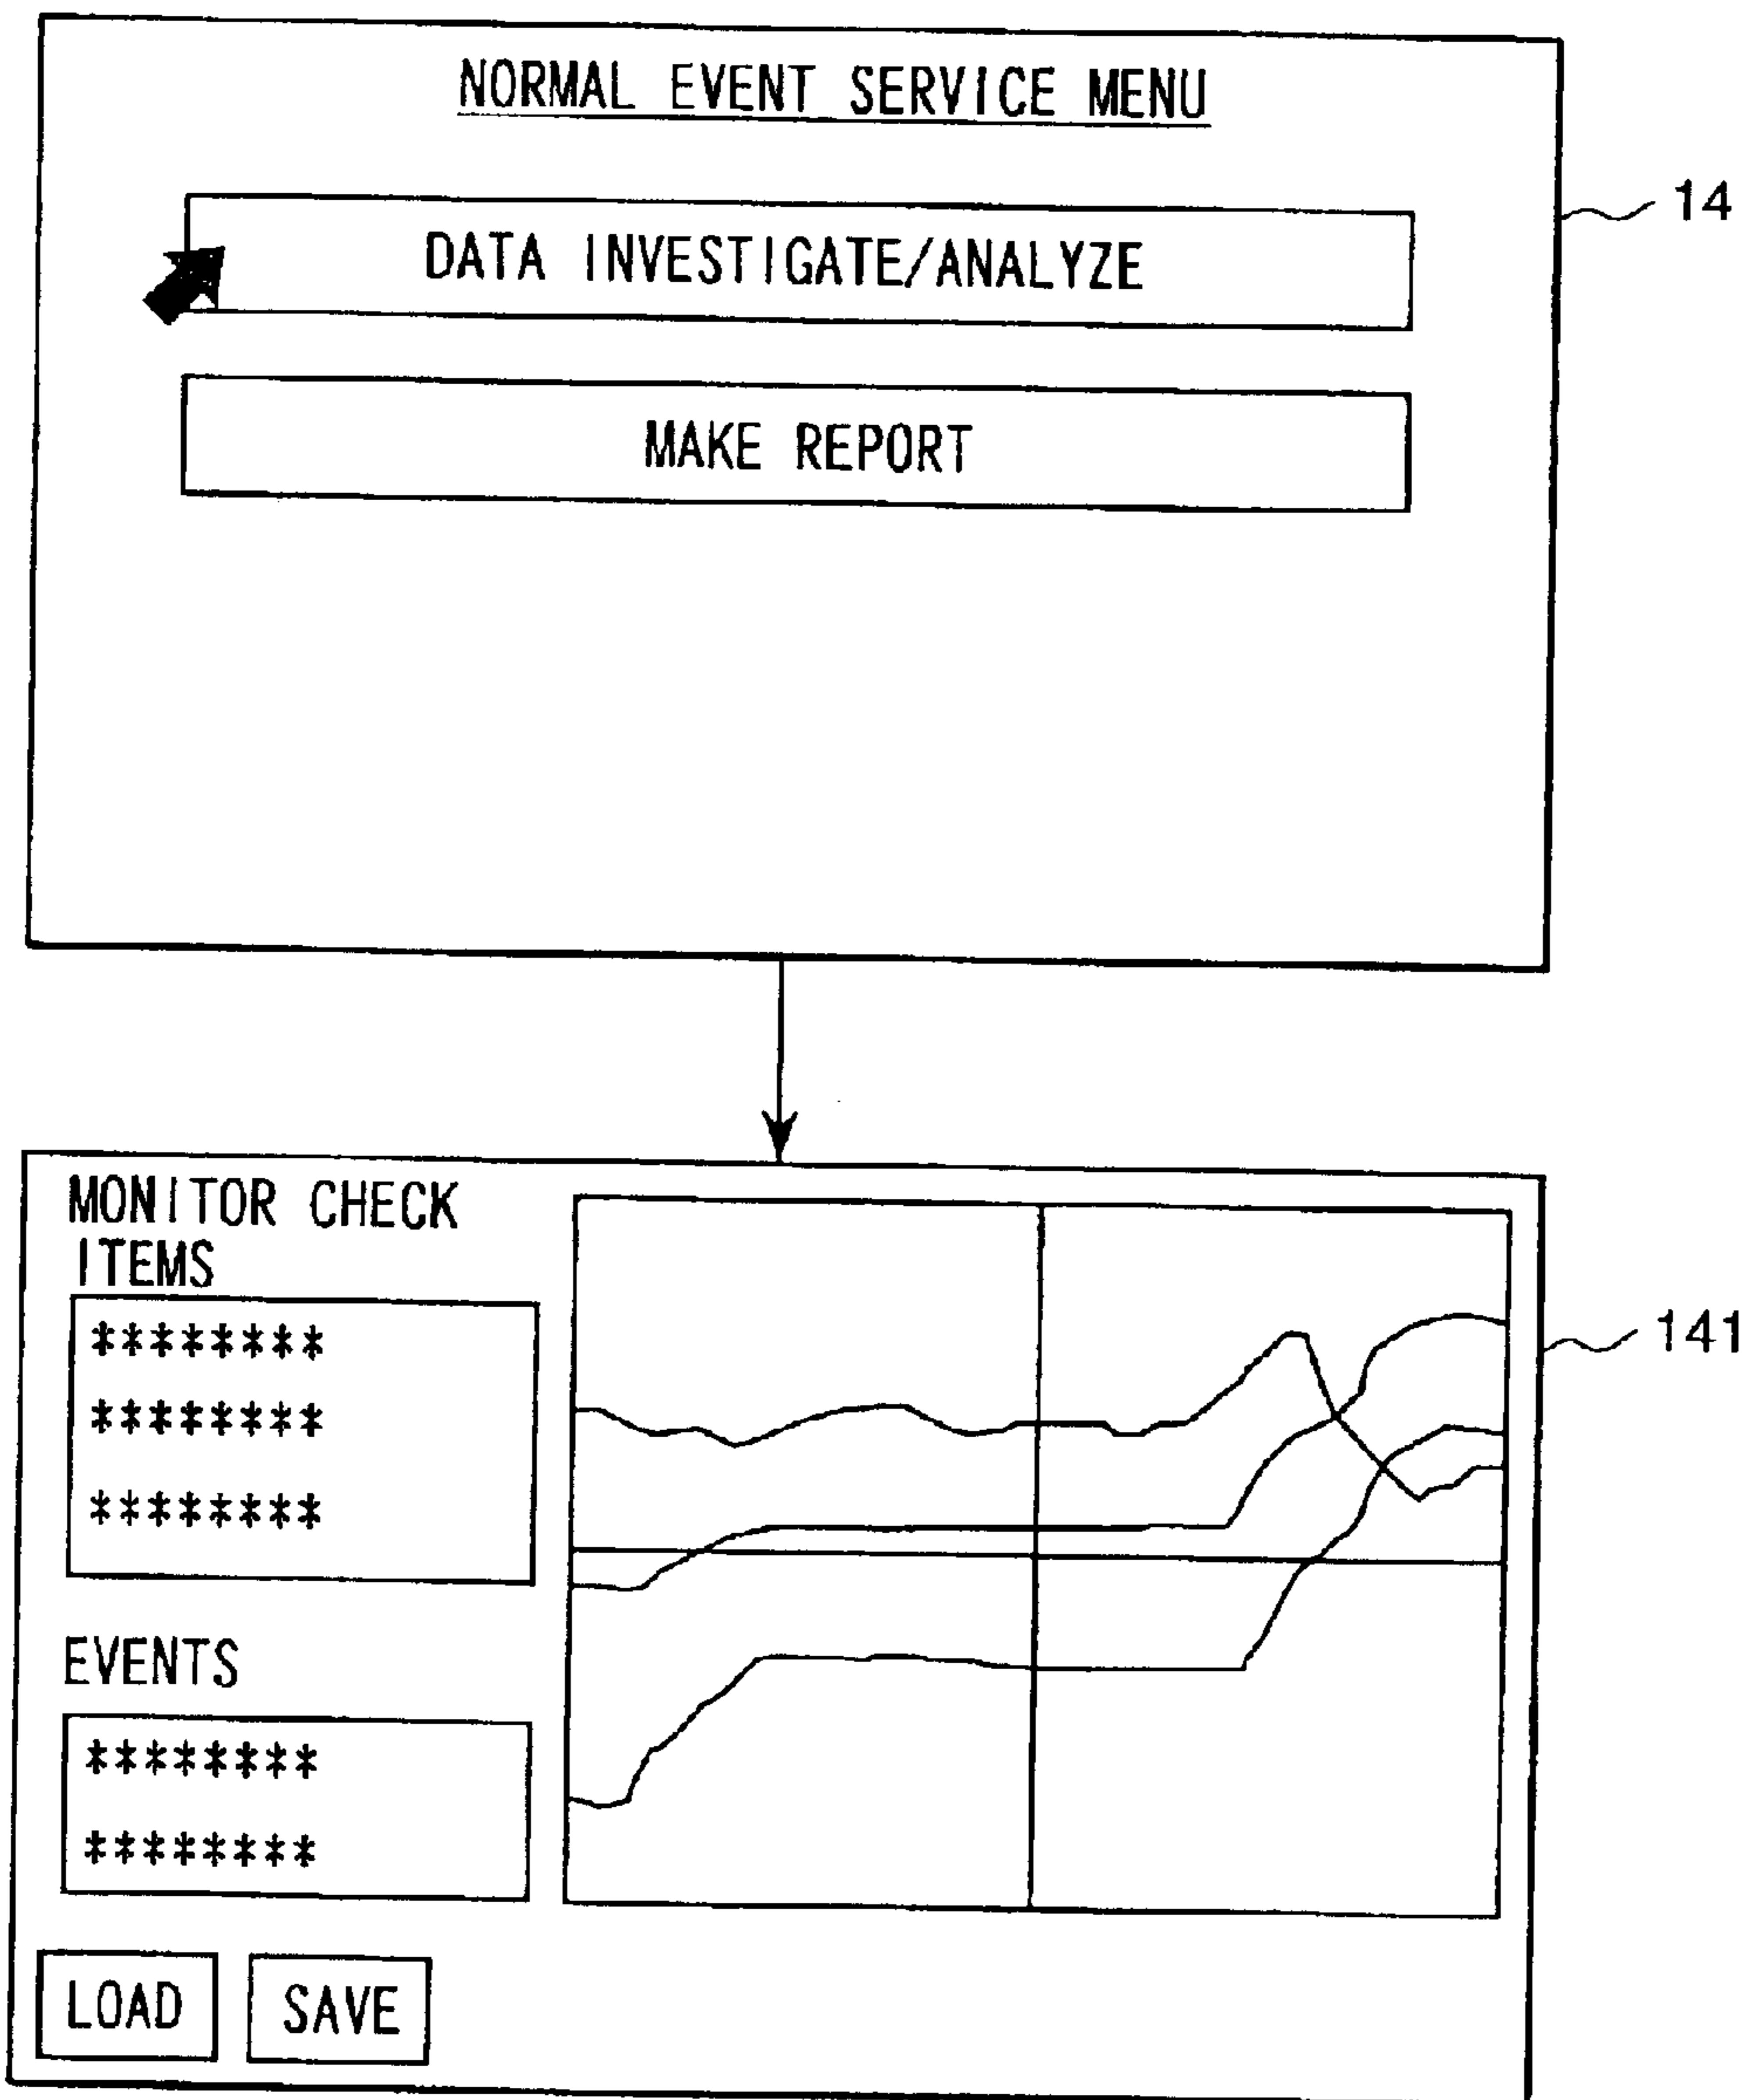 NORMAL EVENT SERVICE MENU
14
DATA INVESTIGATE/ANALYZE
MAKE REPORT
MONITOR CHECK
ITEMS
********
********
********
141
EVENTS
********
********
LOAD
SAVE